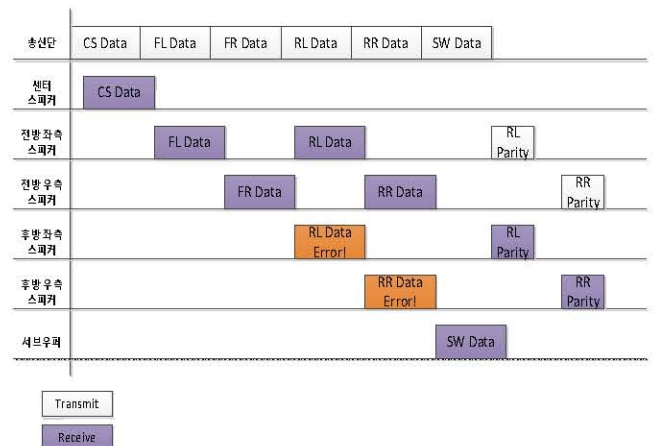 송신단 CS Data FL Data FR Data RL Data RR Data SW Data
센터
스피커
CS Data
전방좌측
스피커
FL Data RL Data
RL
Parity
전방우측
스피커
FR Data RR Data
RR
Parity
후방좌측
스피커
RL Data
Error!
RL
Parity
후방우측
스피커
RR Data
Error!
RR
Parity
서브우퍼 SW Data
Transmit
Receive